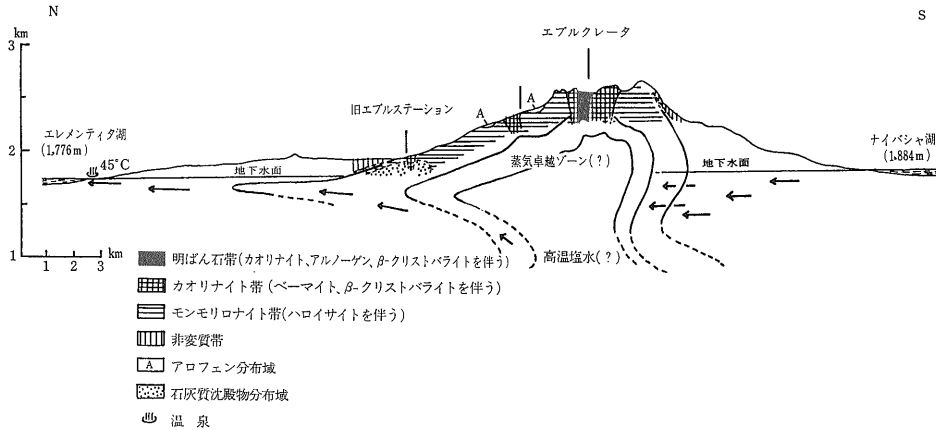 N
S
km
3
エブルクレータ
旧エブルステーション
A
A
エレメンティタ湖
(1,776m)
45°C
地下水面
2
蒸気卓越ゾーン(?)
ナイバシャ湖
(1,884m)
地下水面
高温塩水(?)
1
1 2 3 km
明ばん石帯(カオリナイト、アルノーゲン、β-クリストバライトを伴う)
カオリナイト帯(ベーマイト、β-クリストバライトを伴う)
モンモリロナイト帯(ハロイサイトを伴う)
非変質帯
A アロフェン分布域
石灰質沈殿物分布域
温泉